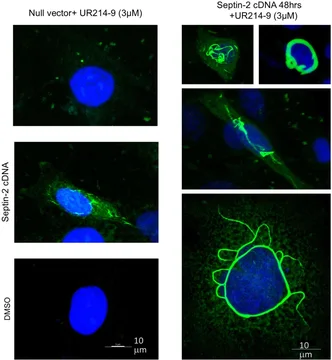 Null vector+ UR214-9 (3µM)
Septin-2 cDNA 48hrs
+UR214-9 (3µM)
Septin-2 cDNA
DMSO
10
µm
10
µm